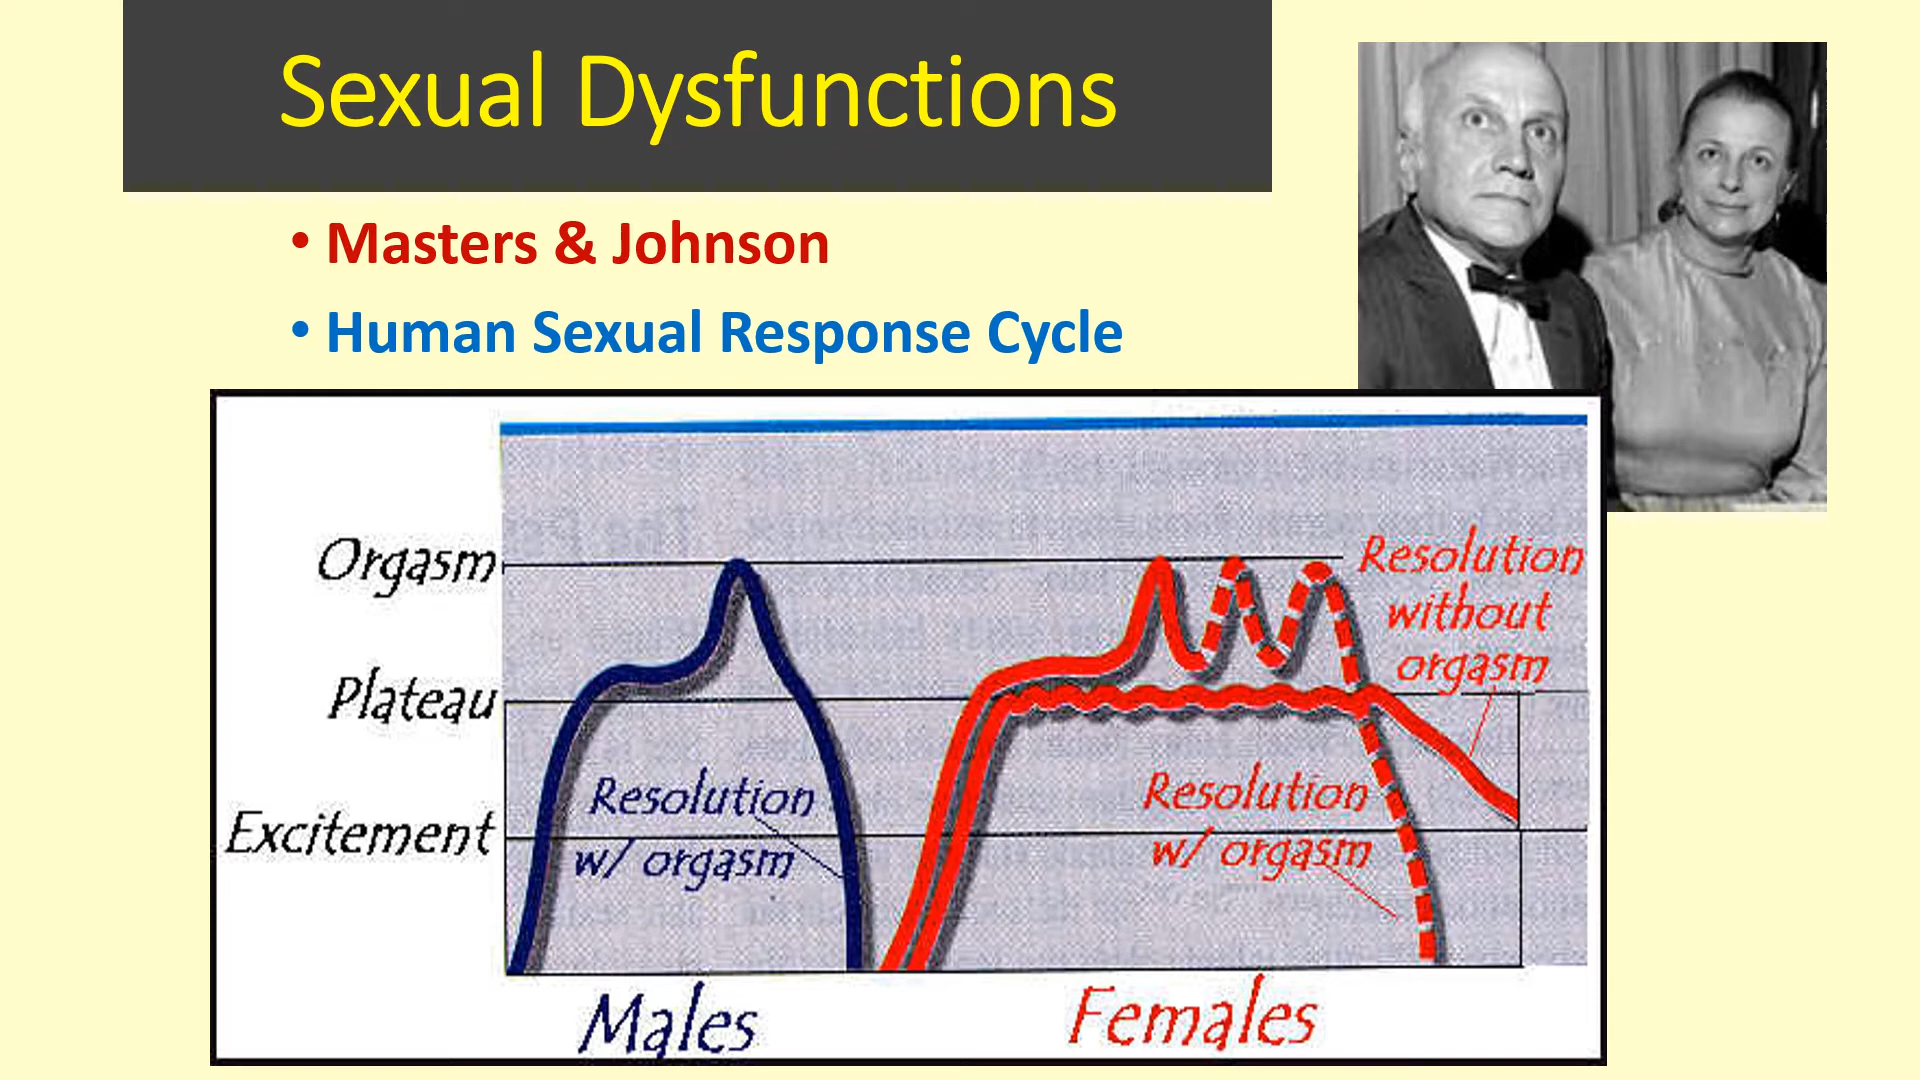 Sexual Dysfunctions
• Masters & Johnson
• Human Sexual Response Cycle
Orgasm
Plateau
Excitement
Resolution
w/ orgasm
Resolution
without
orgasm
Resolution
w/ orgasm
Males
Females